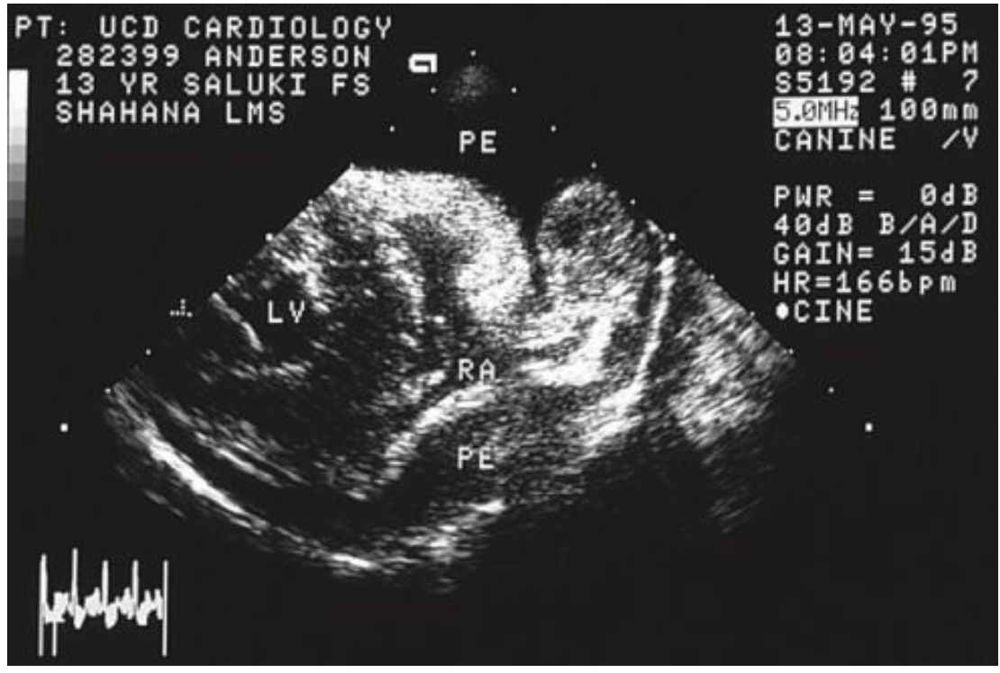 PT: UCD CARDIOLOGY
282399 ANDERSON
13 YR SALUKI FS
SHAHANA LMS
13-MAY-95
08:04:01PM
S5192 # 7
5.0MHz 100mm
CANINE /V
PWR = 0dB
40dB B/A/D
GAIN= 15dB
HR=166bpm
CINE
PE
LV
RA
PE